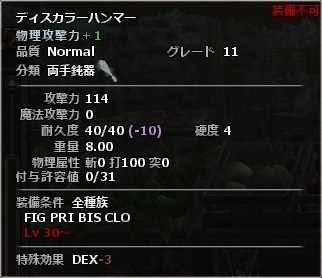 ディスカラーハンマー
装備不可
物理攻撃力 +1
品質 Normal グレード 11
分類 両手鈍器
攻撃力 114
魔法攻撃力 0
耐久度 40/40 (-10) 硬度 4
重量 8.00
物理属性 斬0 打100 突0
付与許容値 0/31
装備条件 全種族
FIG PRI BIS CLO
Lv 30～
特殊効果 DEX-3